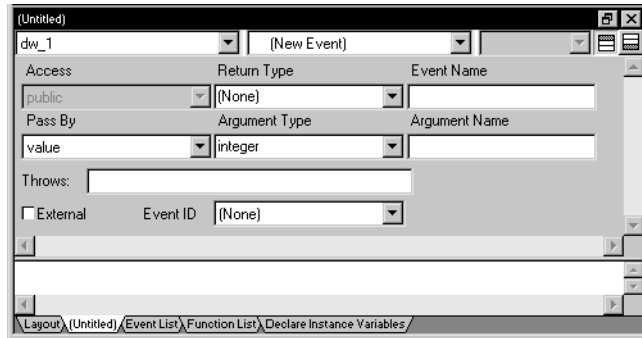 (Untitled)
dw_1 (New Event)
Access Return Type Event Name
public (None)
Pass By Argument Type Argument Name
value integer
Throws:
External Event ID (None)
Layout (Untitled) Event List Function List Declare Instance Variables